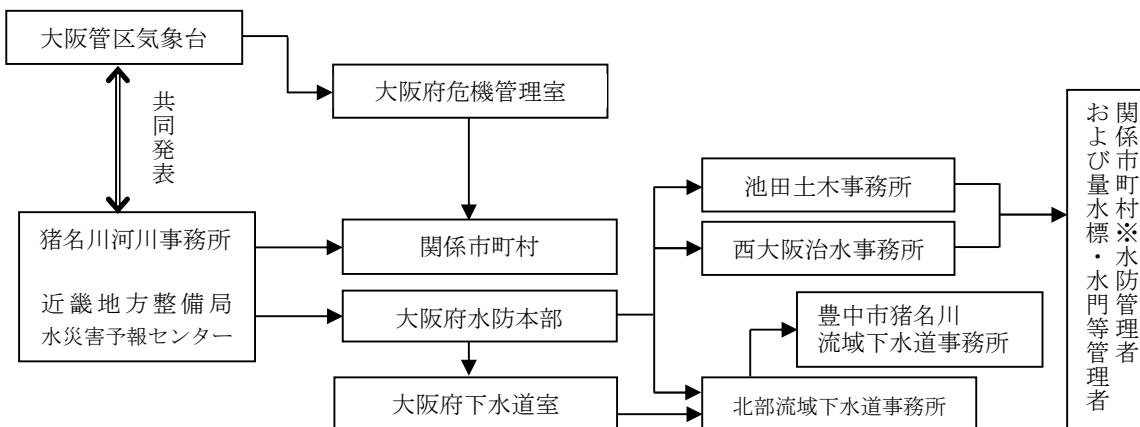 大阪管区気象台
共同発表
大阪府危機管理室
猪名川河川事務所
近畿地方整備局
水災害予報センター
関係市町村
大阪府水防本部
大阪府下水道室
池田土木事務所
西大阪治水事務所
豊中市猪名川
流域下水道事務所
北部流域下水道事務所
関係市町村※水防管理者
および量水標・水門等管理者